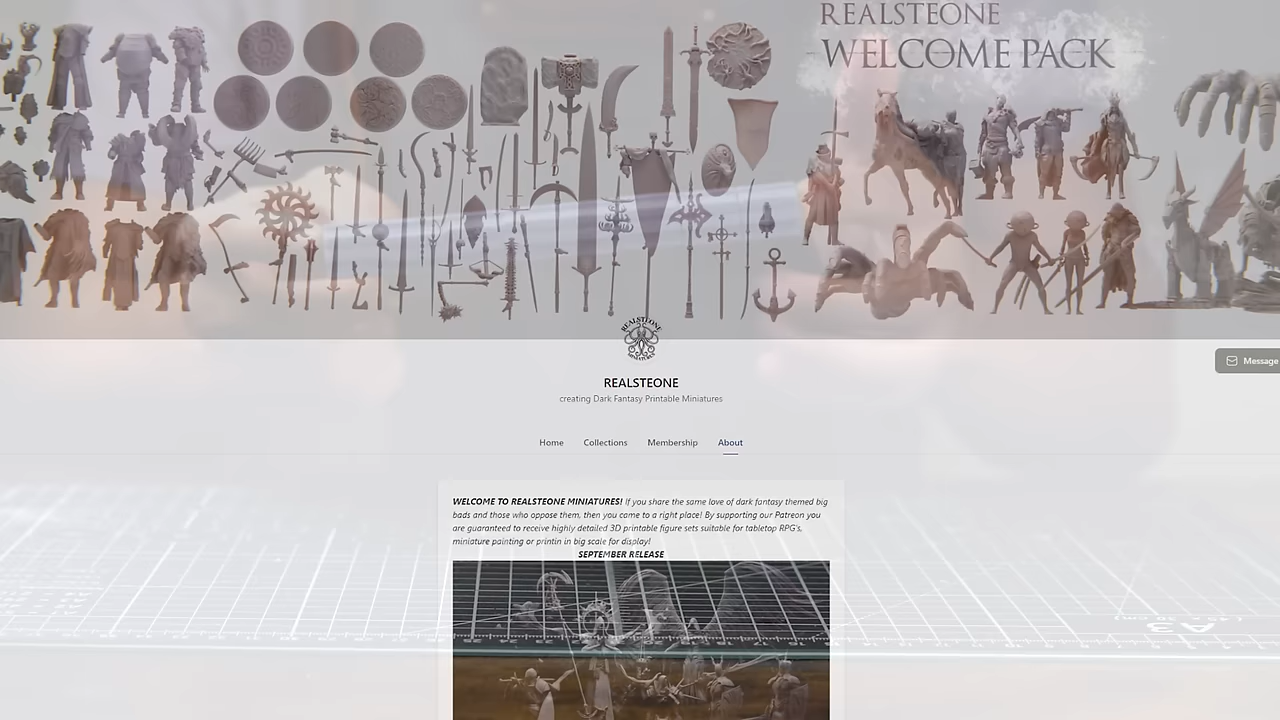 REALSTEONE
WELCOME PACK
REALSTEONE
MINIATURES
Message
REALSTEONE
creating Dark Fantasy Printable Miniatures
Home
Collections
Membership
About
WELCOME TO REALSTEONE MINIATURES! If you share the same love of dark fantasy themed big
bads and those who oppose them, then you came to a right place! By supporting our Patreon you
are guaranteed to receive highly detailed 3D printable figure sets suitable for tabletop RPG's,
miniature painting or printin in big scale for display!
SEPTEMBER RELEASE
A3